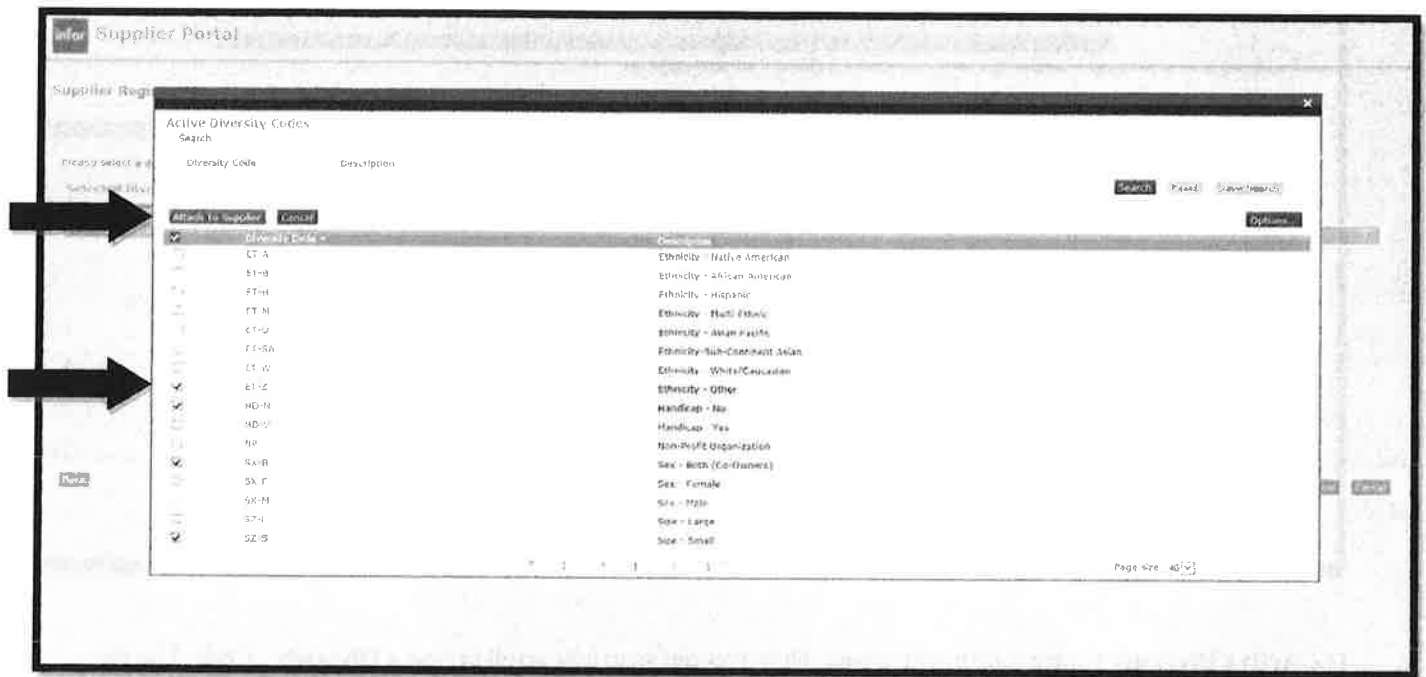 infor Supplier Portal
Supplier Regi
Active Diversity Codes
Search
Please select a
Diversity Code Description
Search Reset Save Search
Attach to Supplier Cancel Options
Diversity Code Description
ET-A Ethnicity - Native American
ET-B Ethnicity - African American
ET-H Ethnicity - Hispanic
ET-M Ethnicity - Multi Ethnic
Ethnicity - Asian Pacific
ET-SA Ethnicity-Sub-Continent Asian
ET-W Ethnicity - White/Caucasian
ET-Z Ethnicity - Other
HD-N Handicap - No
HD-Y Handicap - Yes
NP Non-Profit Organization
SX-B Sex - Both (Co-Owners)
SX-F Sex - Female
SX-M Sex - Male
SZ-L Size - Large
SZ-S Size - Small
Cancel
Page size 40